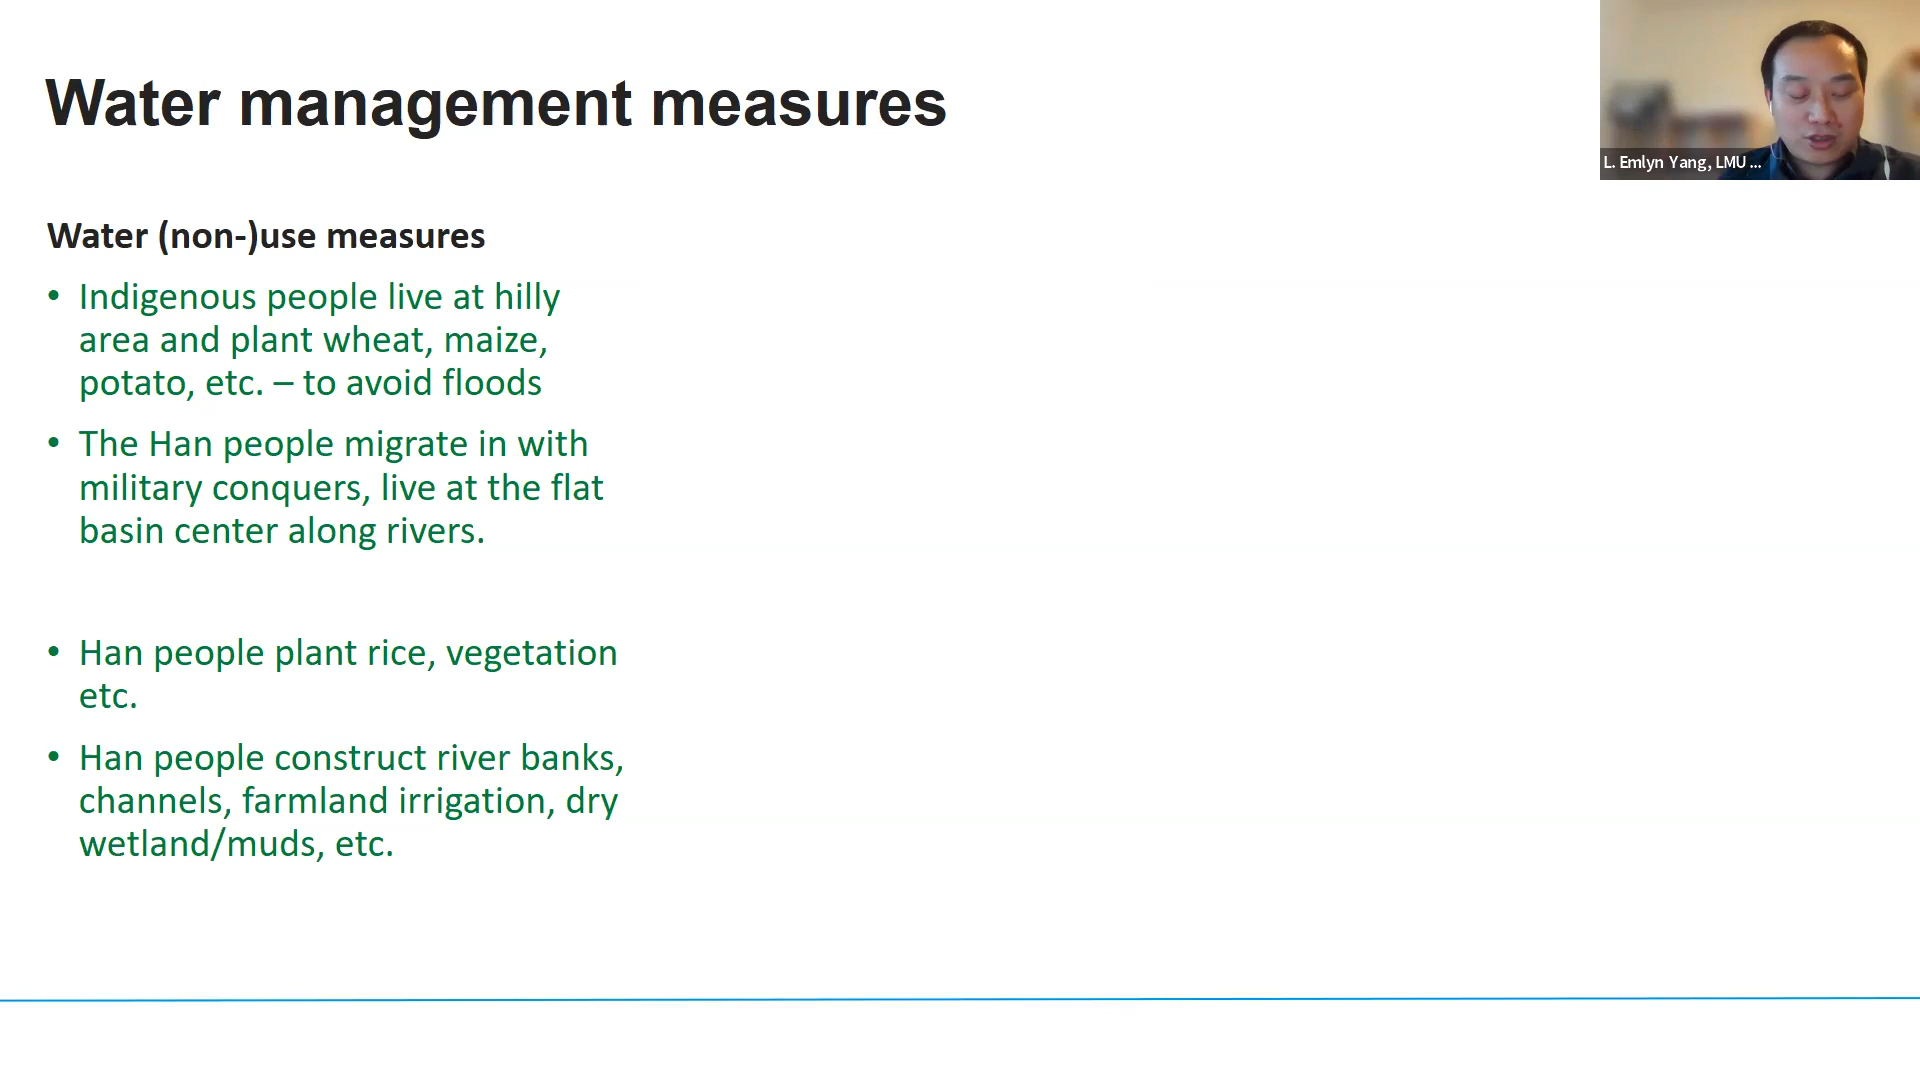 Water management measures
L. Emlyn Yang, LMU ...
Water (non-)use measures
• Indigenous people live at hilly
area and plant wheat, maize,
potato, etc. – to avoid floods
• The Han people migrate in with
military conquers, live at the flat
basin center along rivers.
• Han people plant rice, vegetation
etc.
• Han people construct river banks,
channels, farmland irrigation, dry
wetland/muds, etc.